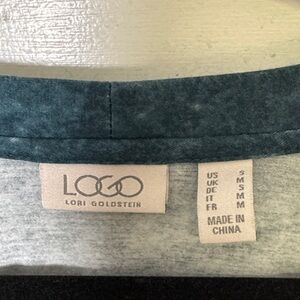 LOGO
LORI GOLDSTEIN
US S
UK M
DE S
IT M
FR M
MADE IN
CHINA